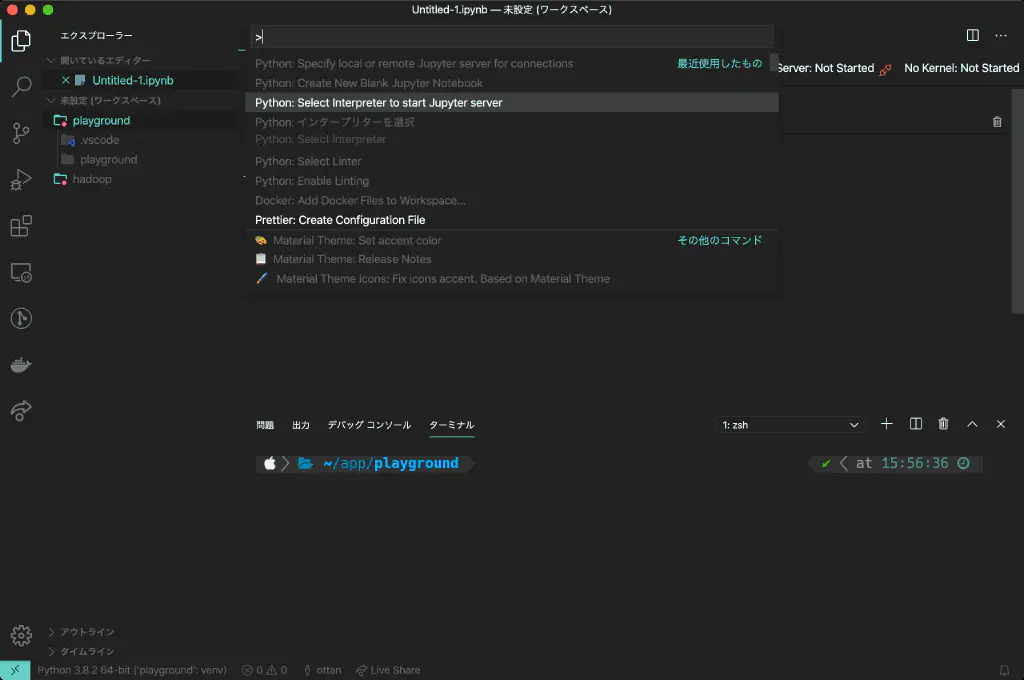 Untitled-1.ipynb — 未設定 (ワークスペース)
エクスプローラー
開いているエディター
Untitled-1.ipynb
未設定 (ワークスペース)
playground
.vscode
playground
hadoop
アウトライン
タイムライン
>
Python: Specify local or remote Jupyter server for connections 最近使用したもの
Python: Create New Blank Jupyter Notebook
Python: Select Interpreter to start Jupyter server
Python: インタープリターを選択
Python: Select Interpreter
Python: Select Linter
Python: Enable Linting
Docker: Add Docker Files to Workspace...
Prettier: Create Configuration File
Material Theme: Set accent color その他のコマンド
Material Theme: Release Notes
Material Theme Icons: Fix icons accent. Based on Material Theme
Server: Not Started No Kernel: Not Started
問題 出力 デバッグ コンソール ターミナル 1: zsh
~/app/playground at 15:56:36
Python 3.8.2 64-bit ('playground': venv) 0 0 ottan Live Share